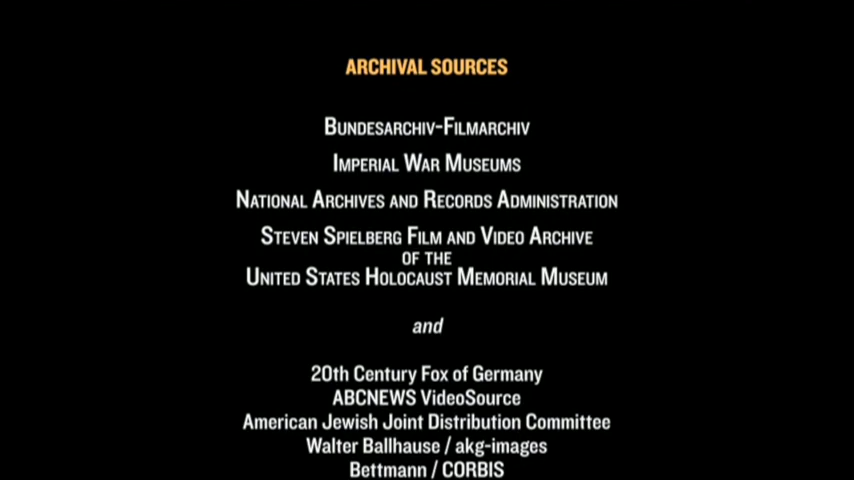 ARCHIVAL SOURCES
BUNDESARCHIV-FILMARCHIV
IMPERIAL WAR MUSEUMS
NATIONAL ARCHIVES AND RECORDS ADMINISTRATION
STEVEN SPIELBERG FILM AND VIDEO ARCHIVE
OF THE
UNITED STATES HOLOCAUST MEMORIAL MUSEUM
and
20th Century Fox of Germany
ABCNEWS VideoSource
American Jewish Joint Distribution Committee
Walter Ballhause / akg-images
Bettmann / CORBIS